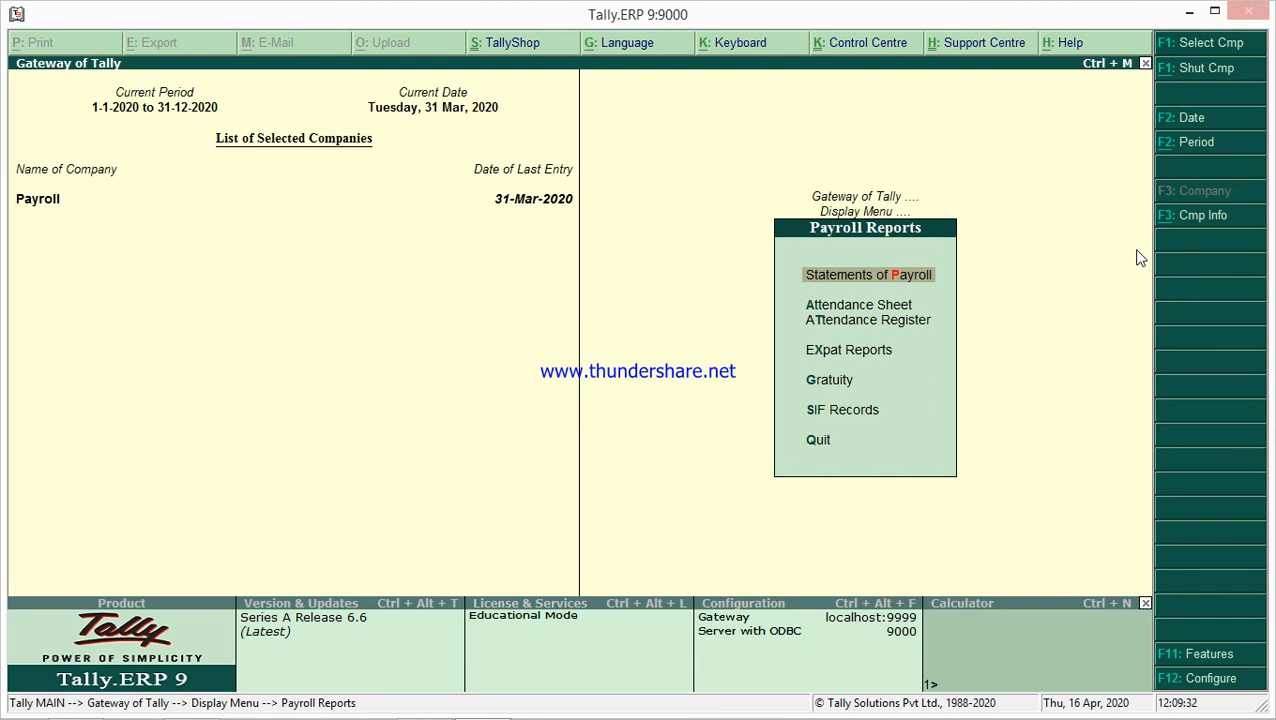 Tally.ERP 9:9000
P: Print
E: Export
M: E-Mail
O: Upload
S: TallyShop
G: Language
K: Keyboard
K: Control Centre
H: Support Centre
H: Help
F1: Select Cmp
F1: Shut Cmp
F2: Date
F2: Period
F3: Company
F3: Cmp Info
F11: Features
F12: Configure
Gateway of Tally
Ctrl + M
Current Period
1-1-2020 to 31-12-2020
Current Date
Tuesday, 31 Mar, 2020
List of Selected Companies
Name of Company
Date of Last Entry
Payroll
31-Mar-2020
Gateway of Tally ....
Display Menu ....
Payroll Reports
Statements of Payroll
Attendance Sheet
ATtendance Register
EXpat Reports
Gratuity
SIF Records
Quit
www.thundershare.net
Product
Tally
POWER OF SIMPLICITY
Tally.ERP 9
Version & Updates
Ctrl + Alt + T
Series A Release 6.6
(Latest)
License & Services
Ctrl + Alt + L
Educational Mode
Configuration
Ctrl + Alt + F
Gateway
localhost:9999
Server with ODBC
9000
Calculator
Ctrl + N
1>
Tally MAIN --> Gateway of Tally --> Display Menu --> Payroll Reports
© Tally Solutions Pvt Ltd., 1988-2020
Thu, 16 Apr, 2020
12:09:32